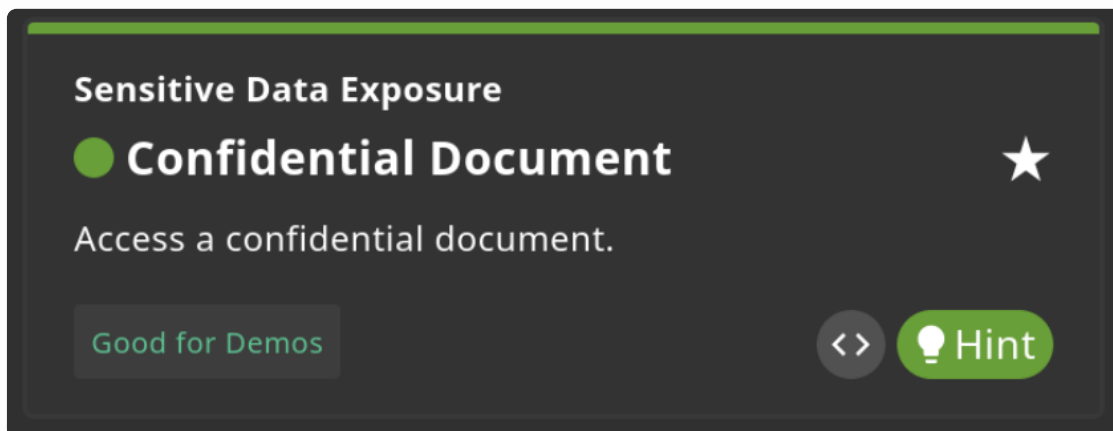 Sensitive Data Exposure
Confidential Document
Access a confidential document.
Good for Demos
<> Hint